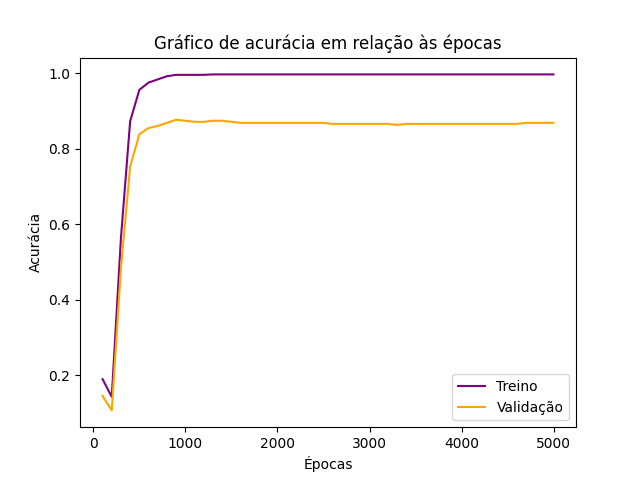 Gráfico de acurácia em relação às épocas
1.0
0.8
0.6
0.4
0.2
Acurácia
0
1000
2000
3000
4000
5000
Épocas
Treino
Validação